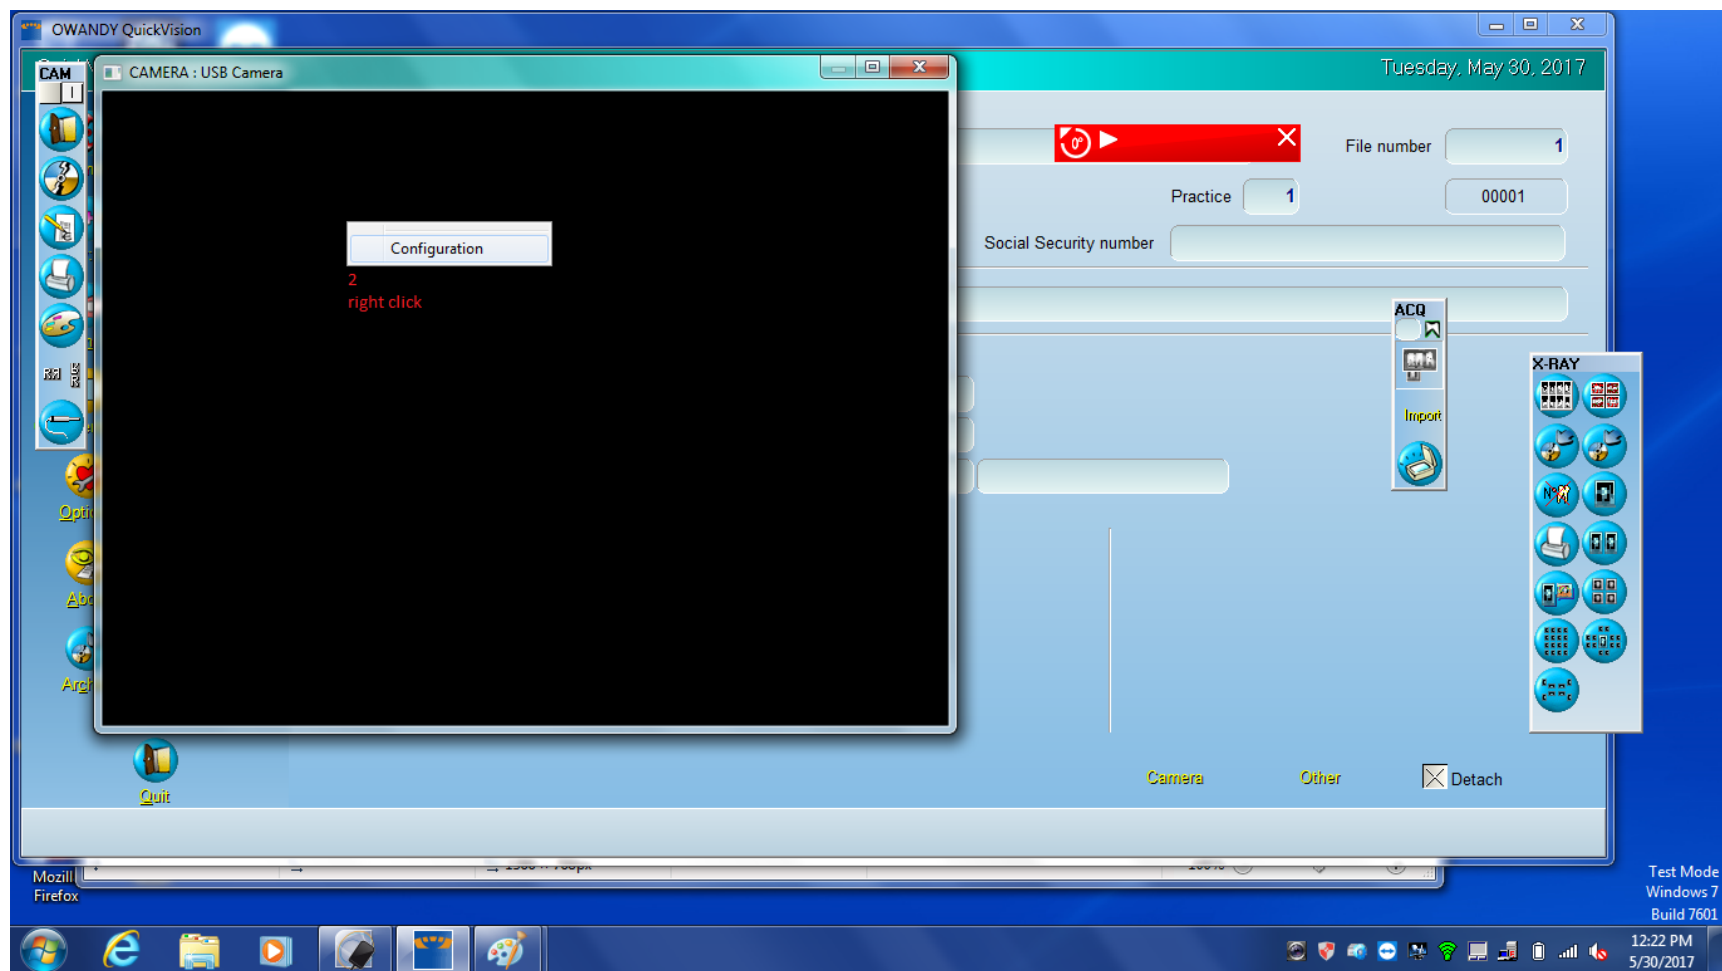 OWANDY QuickVision
CAM
CAMERA : USB Camera
Tuesday, May 30, 2017
0°
File number
1
Practice
1
00001
Social Security number
Configuration
2
right click
ACQ
Import
X-RAY
Quit
Camera
Other
Detach
Mozill
Firefox
Test Mode
Windows 7
Build 7601
12:22 PM
5/30/2017